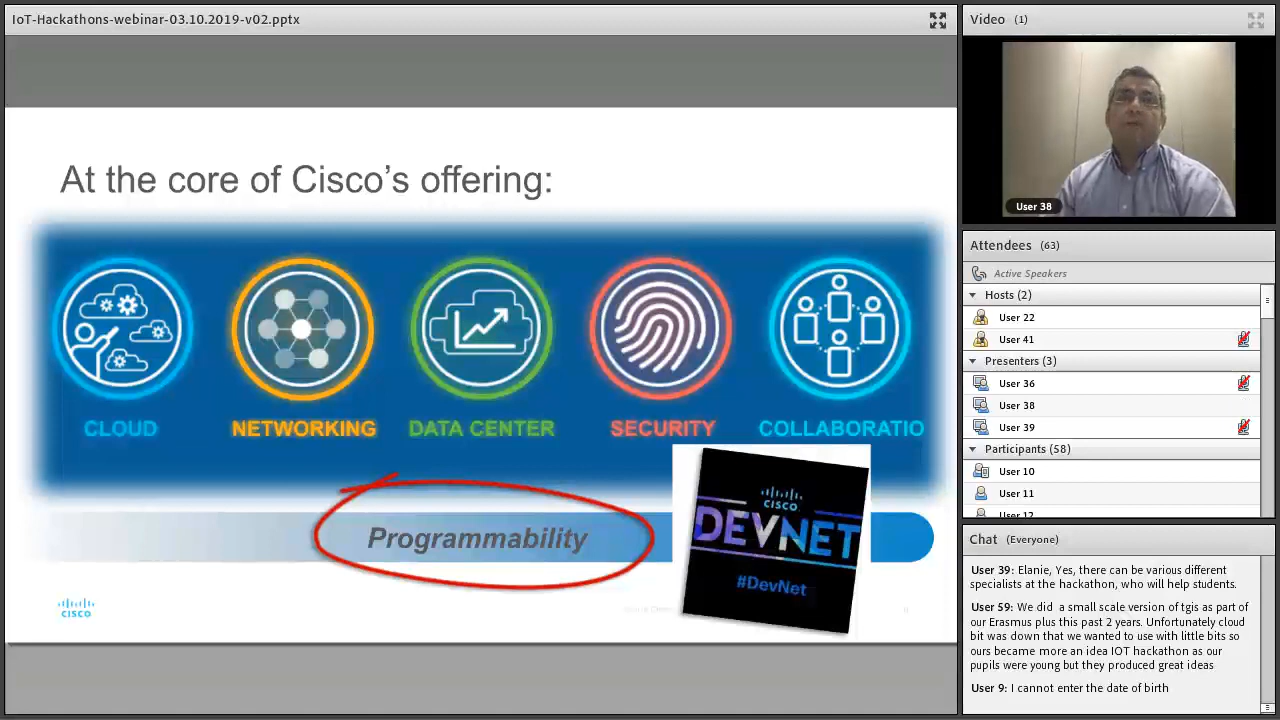 IoT-Hackathons-webinar-03.10.2019-v02.pptx
At the core of Cisco's offering:
CLOUD
NETWORKING
DATA CENTER
SECURITY
COLLABORATIO
Programmability
CISCO
DEVNET
#DevNet
CISCO
Video (1)
User 38
Attendees (63)
Active Speakers
Hosts (2)
User 22
User 41
Presenters (3)
User 36
User 38
User 39
Participants (58)
User 10
User 11
User 12
Chat (Everyone)
User 39: Elanie, Yes, there can be various different
specialists at the hackathon, who will help students.
User 59: We did a small scale version of tgis as part of
our Erasmus plus this past 2 years. Unfortunately cloud
bit was down that we wanted to use with little bits so
ours became more an idea IOT hackathon as our
pupils were young but they produced great ideas
User 9: I cannot enter the date of birth